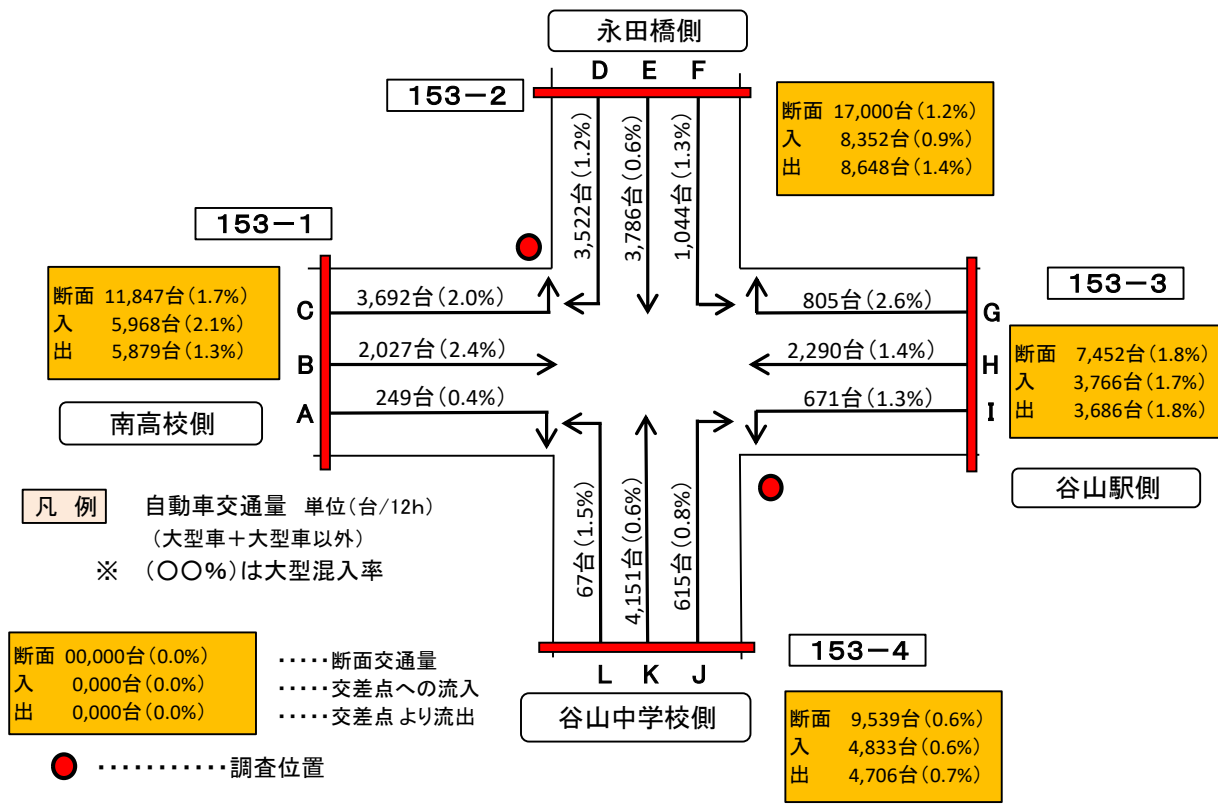 永田橋側
D E F
153-2
断面 17,000台(1.2%)
入 8,352台(0.9%)
出 8,648台(1.4%)
3,522台(1.2%)
3,786台(0.6%)
1,044台(1.3%)
153-1
断面 11,847台(1.7%)
入 5,968台(2.1%)
出 5,879台(1.3%)
南高校側
C 3,692台(2.0%)
B 2,027台(2.4%)
A 249台(0.4%)
805台(2.6%) G
2,290台(1.4%) H
671台(1.3%) I
153-3
断面 7,452台(1.8%)
入 3,766台(1.7%)
出 3,686台(1.8%)
谷山駅側
凡 例 自動車交通量 単位(台/12h)
(大型車+大型車以外)
※ (○○%)は大型混入率
67台(1.5%)
4,151台(0.6%)
615台(0.8%)
L K J
谷山中学校側
153-4
断面 9,539台(0.6%)
入 4,833台(0.6%)
出 4,706台(0.7%)
断面 00,000台(0.0%) ・・・・・断面交通量
入 0,000台(0.0%) ・・・・・交差点への流入
出 0,000台(0.0%) ・・・・・交差点より流出
・・・・・・・・・・・調査位置